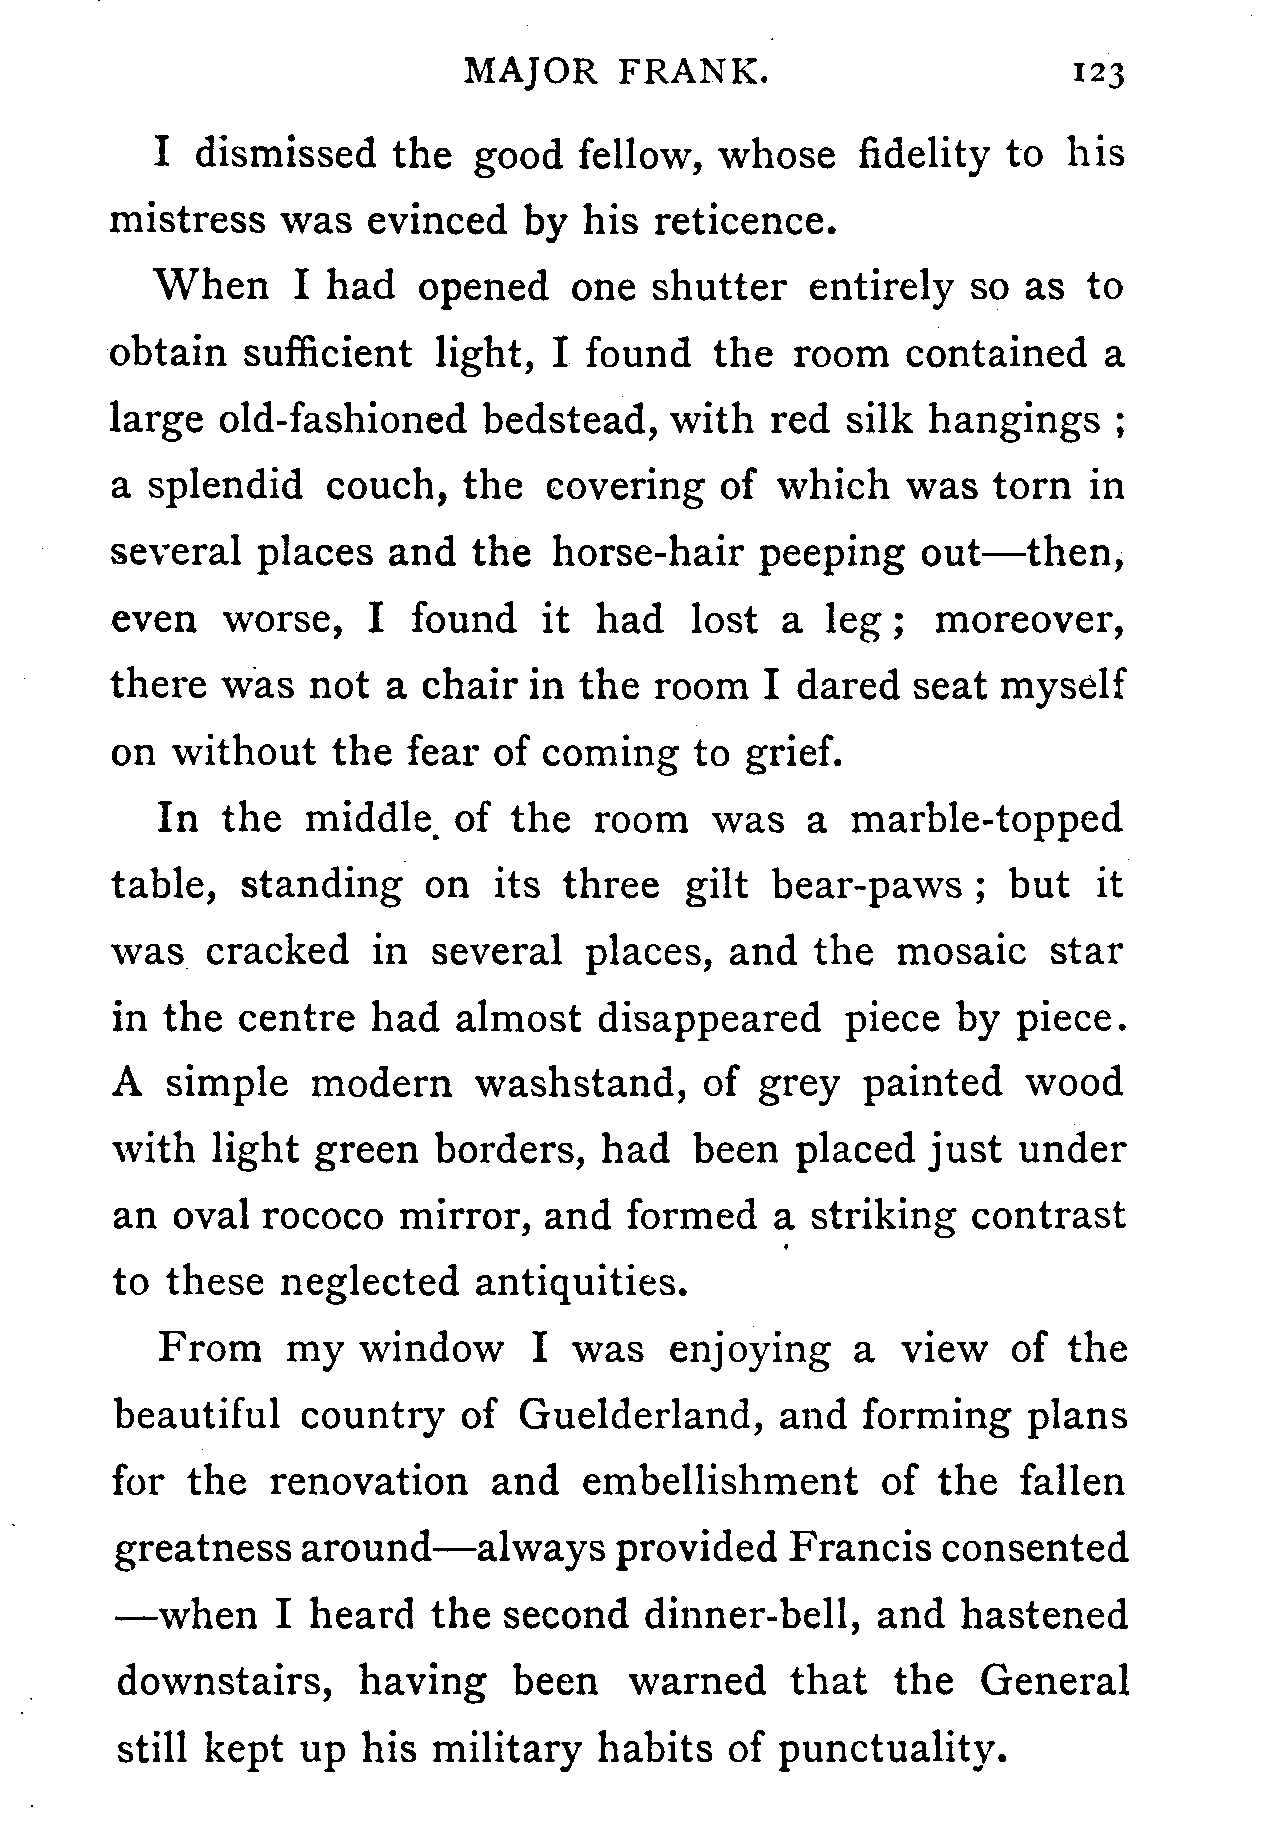 MAJOR FRANK. 123
I dismissed the good fellow, whose fidelity to his
mistress was evinced by his reticence.
When I had opened one shutter entirely so as to
obtain sufficient light, I found the room contained a
large old-fashioned bedstead, with red silk hangings ;
a splendid couch, the covering of which was torn in
several places and the horse-hair peeping out—then,
even worse, I found it had lost a leg ; moreover,
there was not a chair in the room I dared seat myself
on without the fear of coming to grief.
In the middle of the room was a marble-topped
table, standing on its three gilt bear-paws ; but it
was cracked in several places, and the mosaic star
in the centre had almost disappeared piece by piece.
A simple modern washstand, of grey painted wood
with light green borders, had been placed just under
an oval rococo mirror, and formed a striking contrast
to these neglected antiquities.
From my window I was enjoying a view of the
beautiful country of Guelderland, and forming plans
for the renovation and embellishment of the fallen
greatness around—always provided Francis consented
—when I heard the second dinner-bell, and hastened
downstairs, having been warned that the General
still kept up his military habits of punctuality.